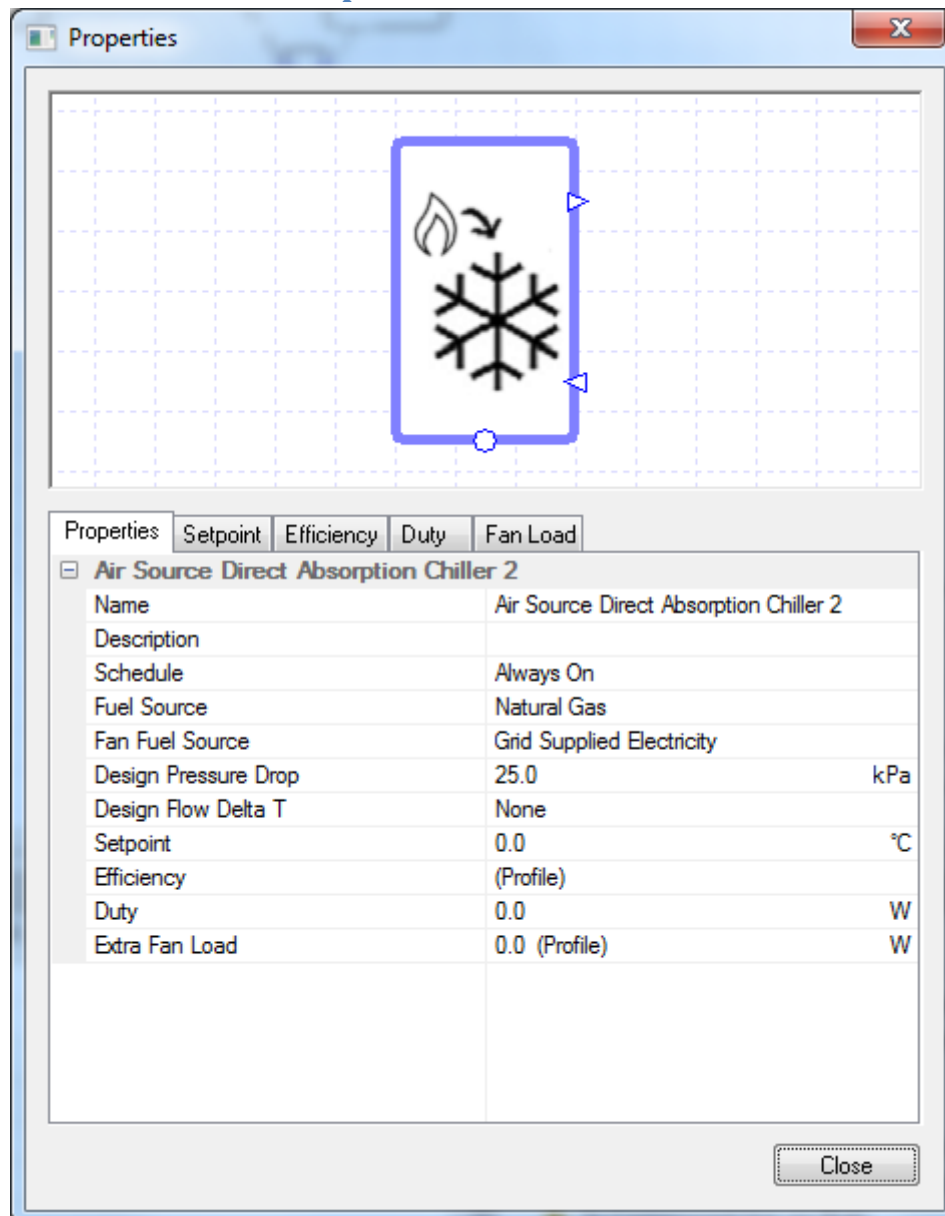 Properties
Properties Setpoint Efficiency Duty Fan Load
Air Source Direct Absorption Chiller 2
Name Air Source Direct Absorption Chiller 2
Description
Schedule Always On
Fuel Source Natural Gas
Fan Fuel Source Grid Supplied Electricity
Design Pressure Drop 25.0 kPa
Design Flow Delta T None
Setpoint 0.0 °C
Efficiency (Profile)
Duty 0.0 W
Extra Fan Load 0.0 (Profile) W
Close